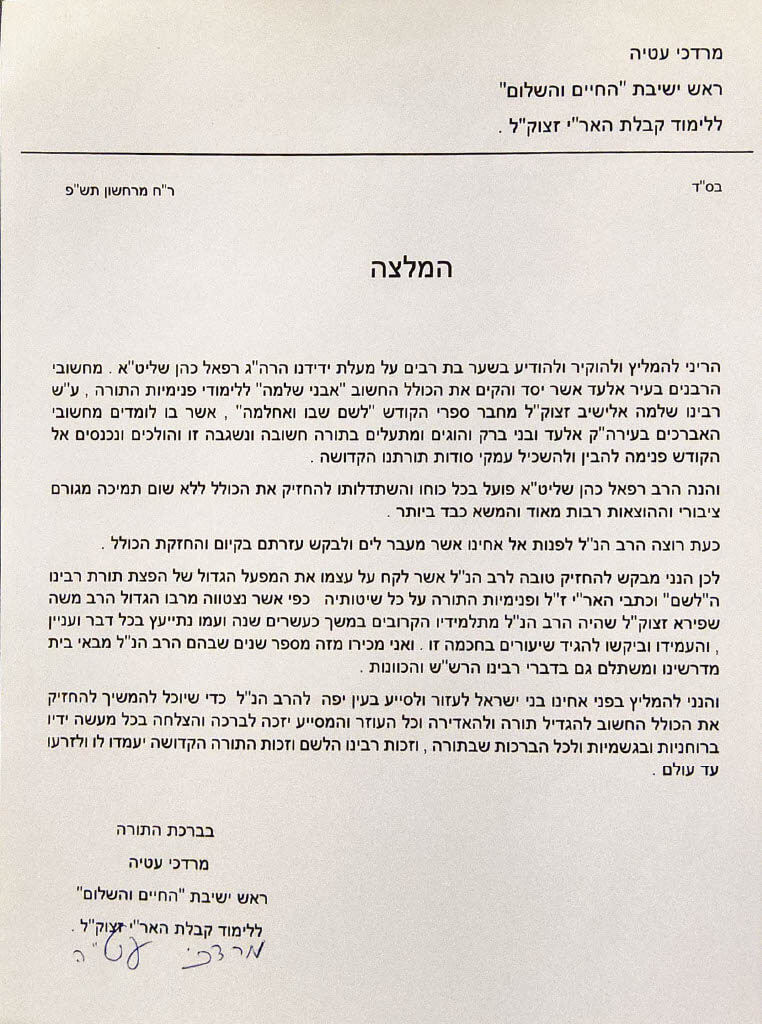 מרדכי עטיה
ראש ישיבת "החיים והשלום"
ללימוד קבלת האר"י זצוק"ל .
בס"ד
ר"ח מרחשון תש"פ
המלצה
הריני להמליץ ולהוקיר ולהודיע בשער בת רבים על מעלת ידידנו הרה"ג רפאל כהן שליט"א . מחשובי
הרבנים בעיר אלעד אשר יסד והקים את הכולל החשוב "אבני שלמה" ללימודי פנימיות התורה , ע"ש
רבינו שלמה אלישיב זצוק"ל מחבר ספרי הקודש "לשם שבו ואחלמה" , אשר בו לומדים מחשובי
האברכים בעירה"ק אלעד ובני ברק והוגים ומתעלים בתורה חשובה ונשגבה זו והולכים ונכנסים אל
הקודש פנימה להבין ולהשכיל עמקי סודות תורתנו הקדושה .
והנה הרב רפאל כהן שליט"א פועל בכל כוחו והשתדלותו להחזיק את הכולל ללא שום תמיכה מגורם
ציבורי וההוצאות רבות מאוד והמשא כבד ביותר .
כעת רוצה הרב הנ"ל לפנות אל אחינו אשר מעבר לים ולבקש עזרתם בקיום והחזקת הכולל .
לכן הנני מבקש להחזיק טובה לרב הנ"ל אשר לקח על עצמו את המפעל הגדול של הפצת תורת רבינו
ה"לשם" וכתבי האר"י ז"ל ופנימיות התורה על כל שיטותיה כפי אשר נצטווה מרבו הגדול הרב משה
שפירא זצוק"ל שהיה הרב הנ"ל מתלמידיו הקרובים במשך כעשרים שנה ועמו נתייעץ בכל דבר ועניין
, והעמידו וביקשו להגיד שיעורים בחכמה זו . ואני מכירו מזה מספר שנים שבהם הרב הנ"ל מבאי בית
מדרשינו ומשתלם גם בדברי רבינו הרש"ש והכוונות .
והנני להמליץ בפני אחינו בני ישראל לעזור ולסייע בעין יפה להרב הנ"ל כדי שיוכל להמשיך להחזיק
את הכולל החשוב להגדיל תורה ולהאדירה וכל העוזר והמסייע יזכה לברכה והצלחה בכל מעשה ידיו
ברוחניות ובגשמיות ולכל הברכות שבתורה , וזכות רבינו הלשם וזכות התורה הקדושה יעמדו לו ולזרעו
עד עולם .
בברכת התורה
מרדכי עטיה
ראש ישיבת "החיים והשלום"
ללימוד קבלת האר"י זצוק"ל .
מרדכי עט"ה